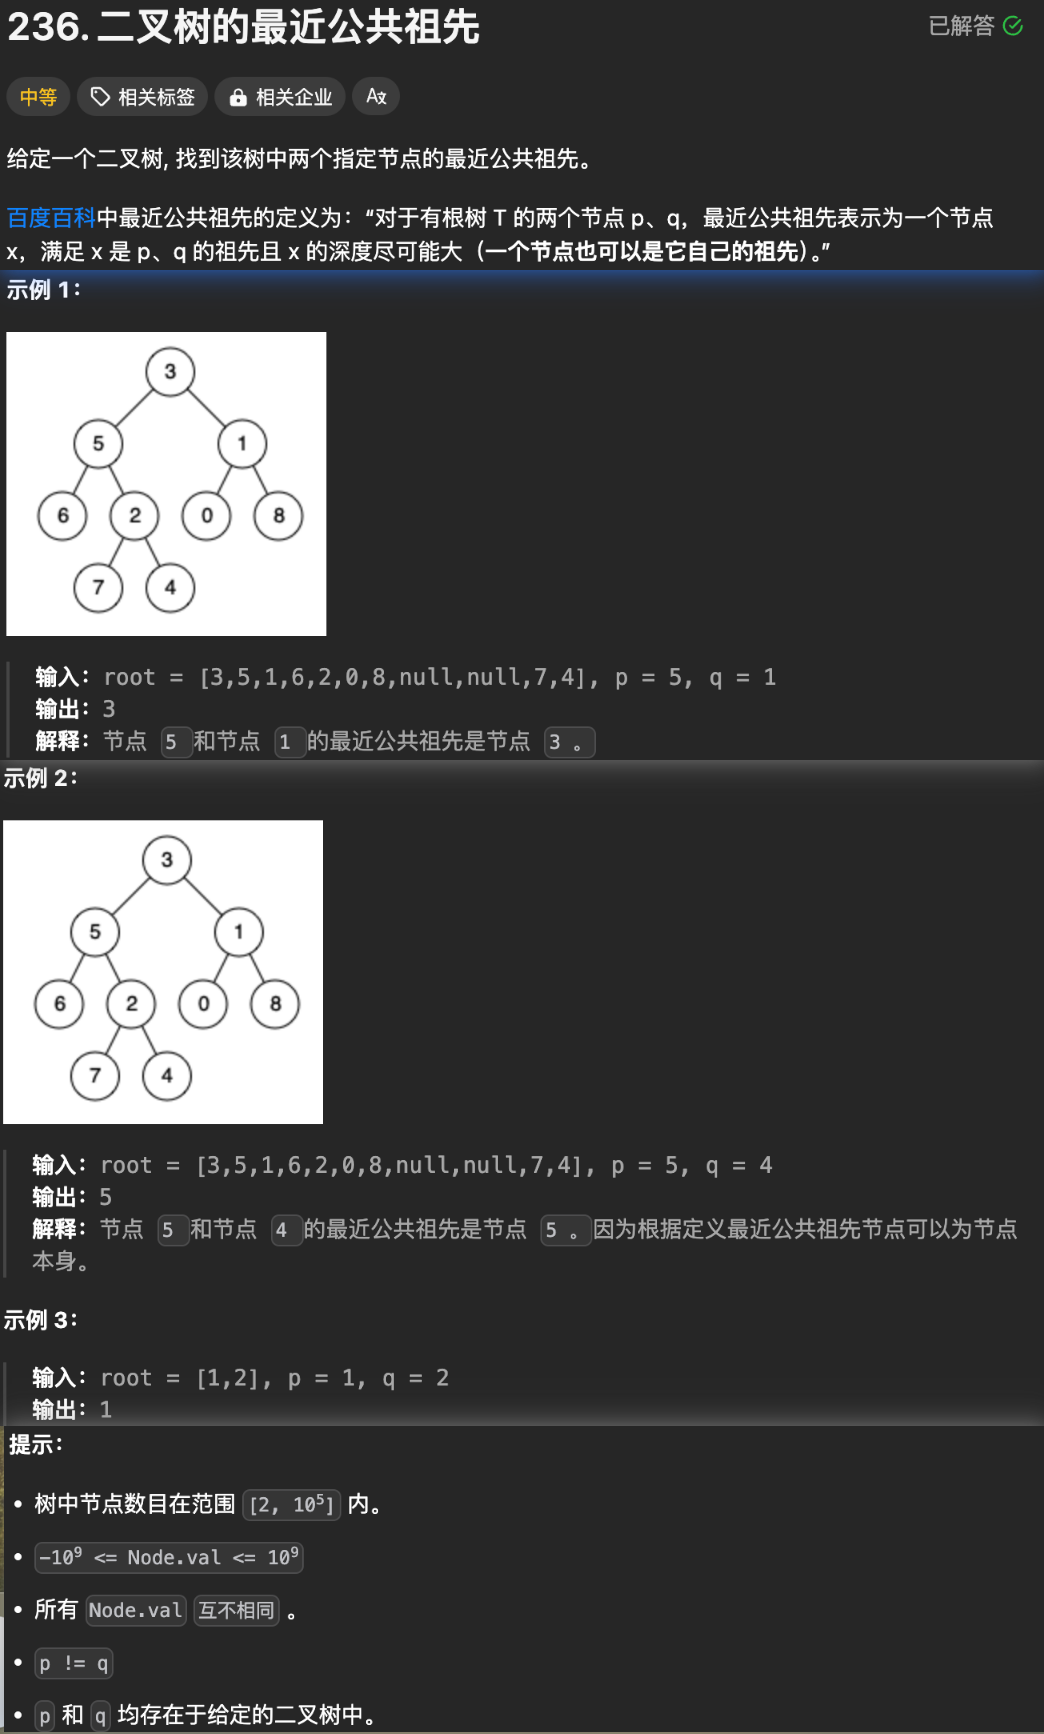 236. 二叉树的最近公共祖先 已解答
中等 相关标签 相关企业
给定一个二叉树, 找到该树中两个指定节点的最近公共祖先。
百度百科中最近公共祖先的定义为：“对于有根树 T 的两个节点 p、q，最近公共祖先表示为一个节点
x，满足 x 是 p、q 的祖先且 x 的深度尽可能大（一个节点也可以是它自己的祖先）。”
示例 1：
3
5 1
6 2 0 8
7 4
输入：root = [3,5,1,6,2,0,8,null,null,7,4], p = 5, q = 1
输出：3
解释：节点 5 和节点 1 的最近公共祖先是节点 3 。
示例 2：
3
5 1
6 2 0 8
7 4
输入：root = [3,5,1,6,2,0,8,null,null,7,4], p = 5, q = 4
输出：5
解释：节点 5 和节点 4 的最近公共祖先是节点 5 。因为根据定义最近公共祖先节点可以为节点
本身。
示例 3：
输入：root = [1,2], p = 1, q = 2
输出：1
提示：
• 树中节点数目在范围 [2, 10⁵] 内。
• -10⁹ <= Node.val <= 10⁹
• 所有 Node.val 互不相同 。
• p != q
• p 和 q 均存在于给定的二叉树中。